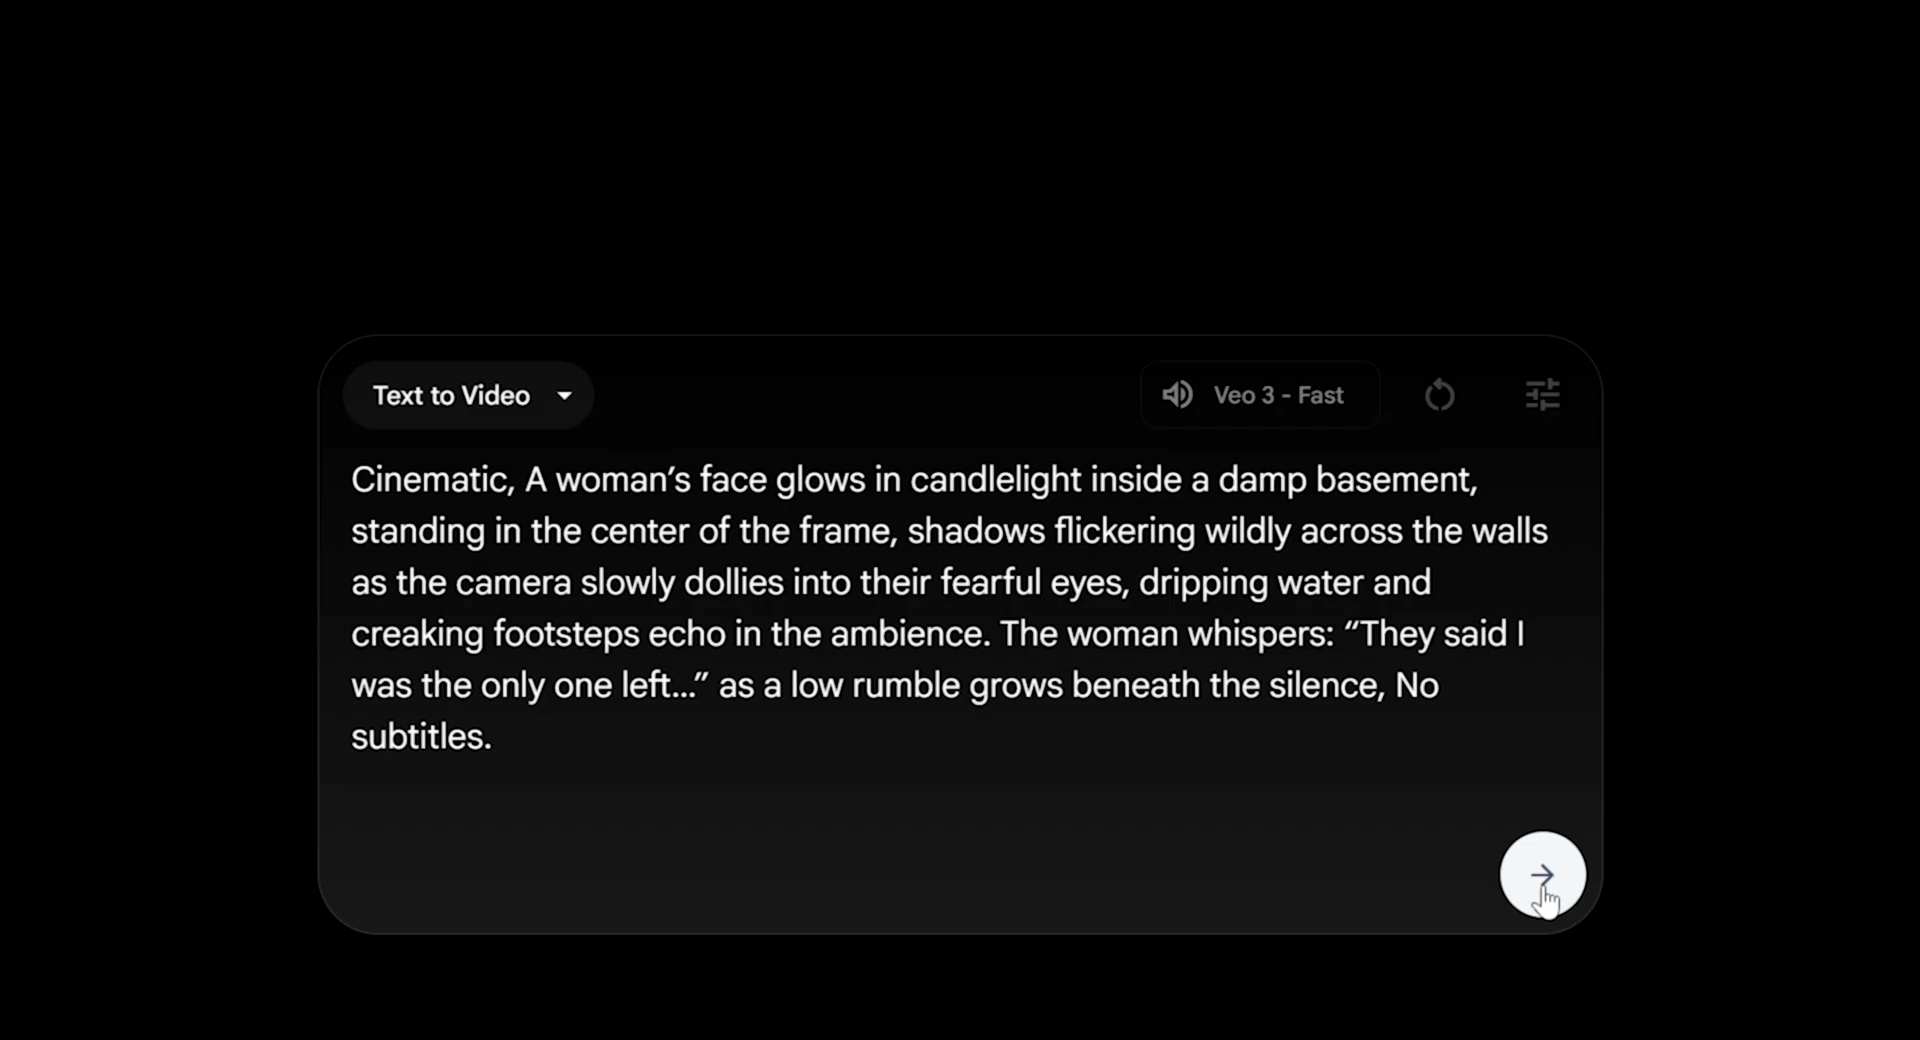 Text to Video
Veo 3 - Fast
Cinematic, A woman’s face glows in candlelight inside a damp basement,
standing in the center of the frame, shadows flickering wildly across the walls
as the camera slowly dollies into their fearful eyes, dripping water and
creaking footsteps echo in the ambience. The woman whispers: “They said I
was the only one left...” as a low rumble grows beneath the silence, No
subtitles.